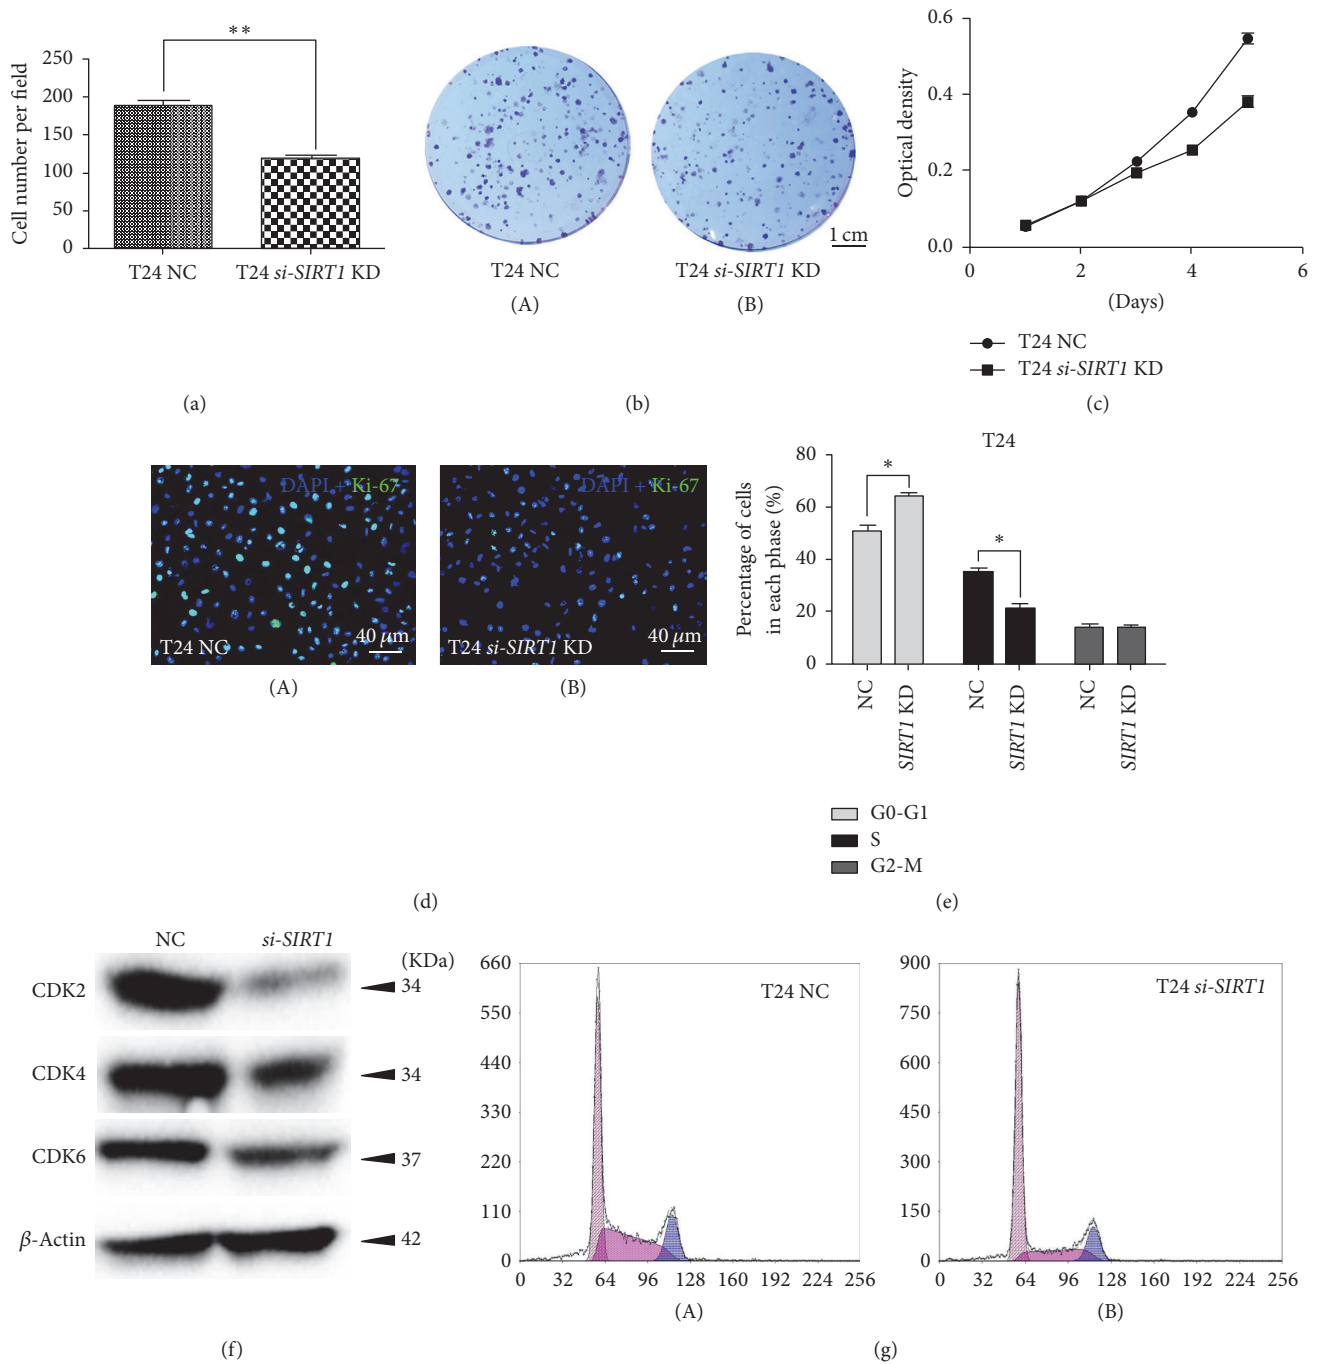 **
Cell number per field
250
200
150
100
50
0
T24 NC
T24 si-SIRT1 KD
(a)
T24 NC
(A)
T24 si-SIRT1 KD
(B)
1 cm
(b)
Optical density
0.6
0.4
0.2
0.0
0
2
4
6
(Days)
T24 NC
T24 si-SIRT1 KD
(c)
DAPI + Ki-67
T24 NC
40 μm
(A)
DAPI + Ki-67
T24 si-SIRT1 KD
40 μm
(B)
(d)
T24
Percentage of cells
in each phase (%)
80
60
40
20
0
*
*
NC
SIRT1 KD
NC
SIRT1 KD
NC
SIRT1 KD
G0-G1
S
G2-M
(e)
NC
si-SIRT1
(KDa)
CDK2
34
CDK4
34
CDK6
37
β-Actin
42
(f)
660
550
440
330
220
110
0
T24 NC
0 32 64 96 128 160 192 224 256
(A)
900
750
600
450
300
150
0
T24 si-SIRT1
0 32 64 96 128 160 192 224 256
(B)
(g)